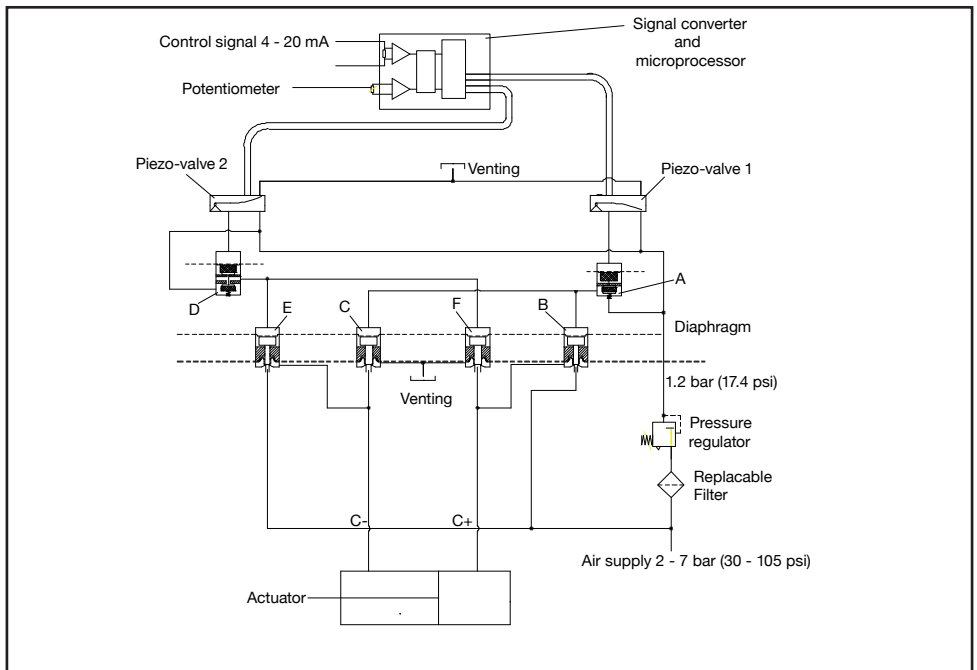 Signal converter
and
microprocessor
Control signal 4 - 20 mA
Potentiometer
Piezo-valve 2
Venting
Piezo-valve 1
A
D
E
C
F
B
Diaphragm
1.2 bar (17.4 psi)
Venting
Pressure
regulator
Replacable
Filter
C-
C+
Air supply 2 - 7 bar (30 - 105 psi)
Actuator